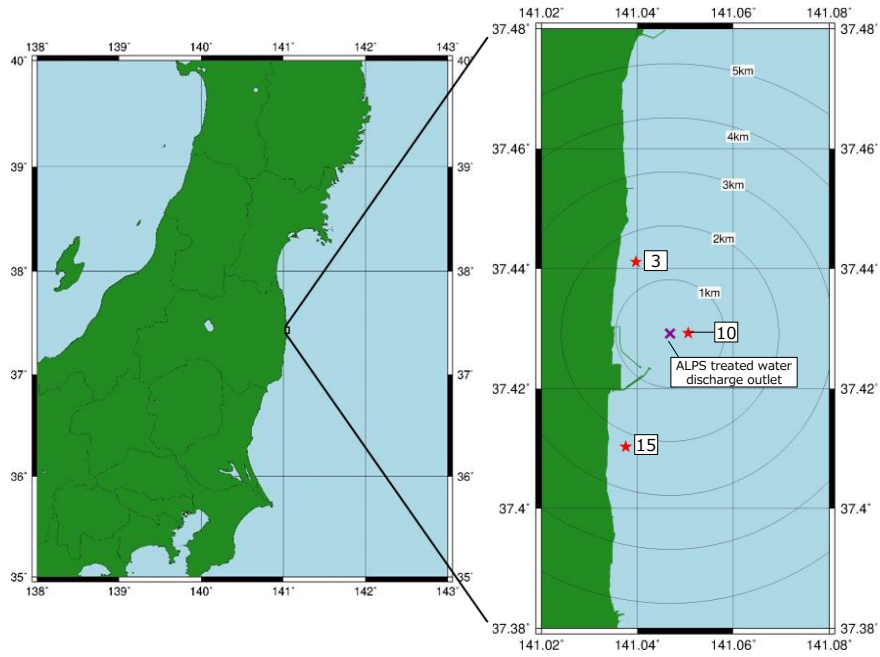 138° 139° 140° 141° 142° 143°
40° 40°
39° 39°
38° 38°
37° 37°
36° 36°
35° 35°
138° 139° 140° 141° 142° 143°
141.02° 141.04° 141.06° 141.08°
37.48° 37.48°
5km
4km
37.46° 37.46°
3km
2km
37.44° 37.44°
3
1km
10
ALPS treated water
discharge outlet
37.42° 37.42°
15
37.4° 37.4°
37.38° 37.38°
141.02° 141.04° 141.06° 141.08°